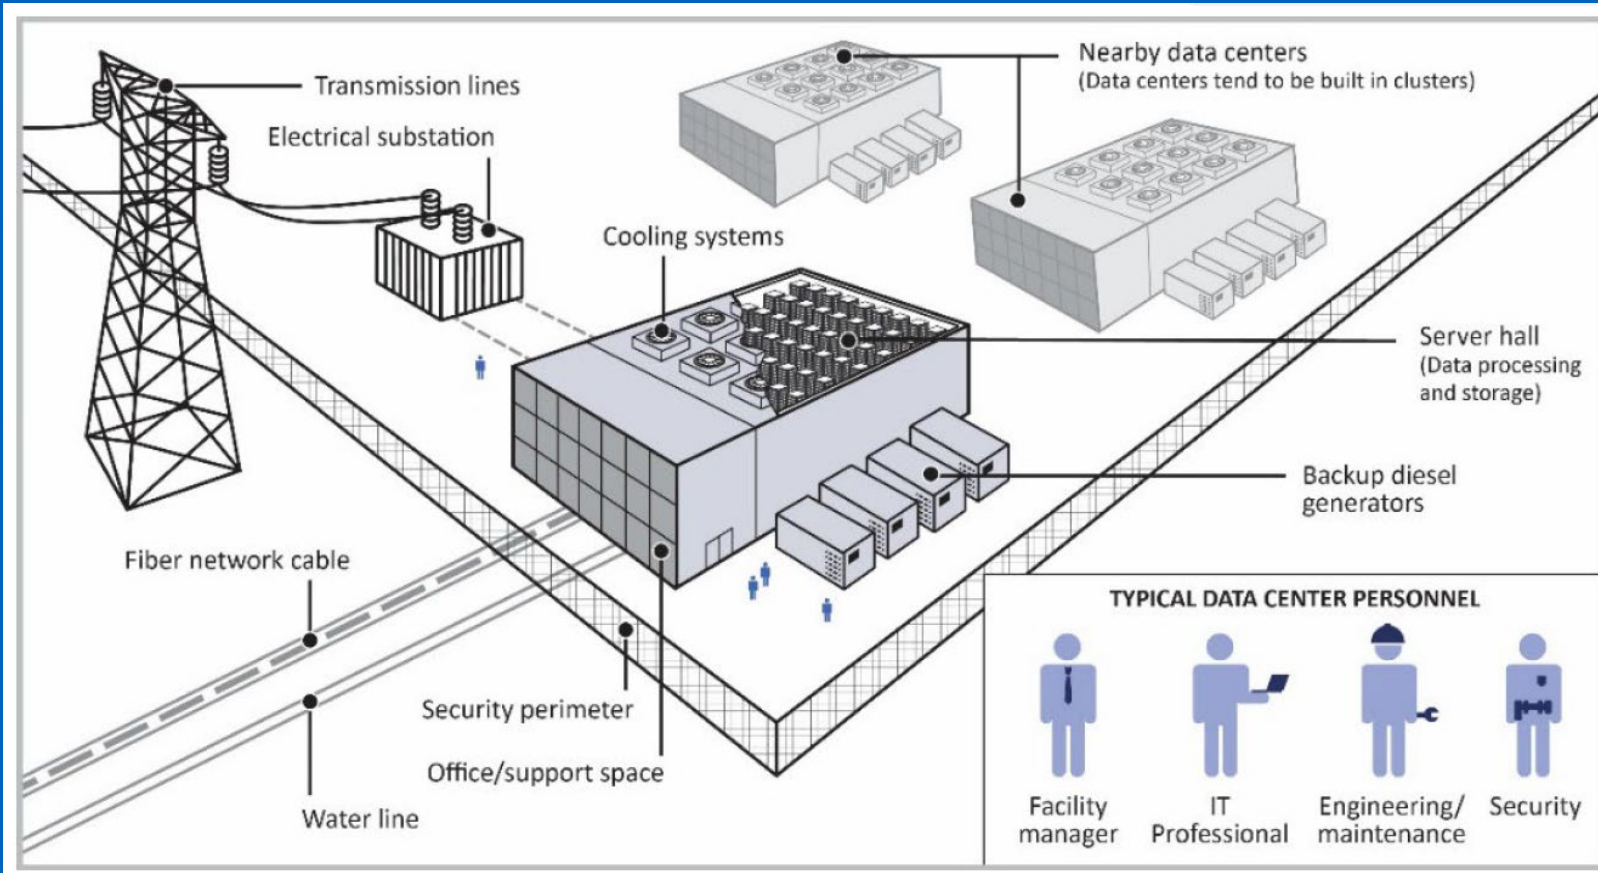 Transmission lines
Electrical substation
Nearby data centers
(Data centers tend to be built in clusters)
Cooling systems
Server hall
(Data processing
and storage)
Backup diesel
generators
Fiber network cable
Security perimeter
Office/support space
Water line
TYPICAL DATA CENTER PERSONNEL
Facility
manager
IT
Professional
Engineering/
maintenance
Security